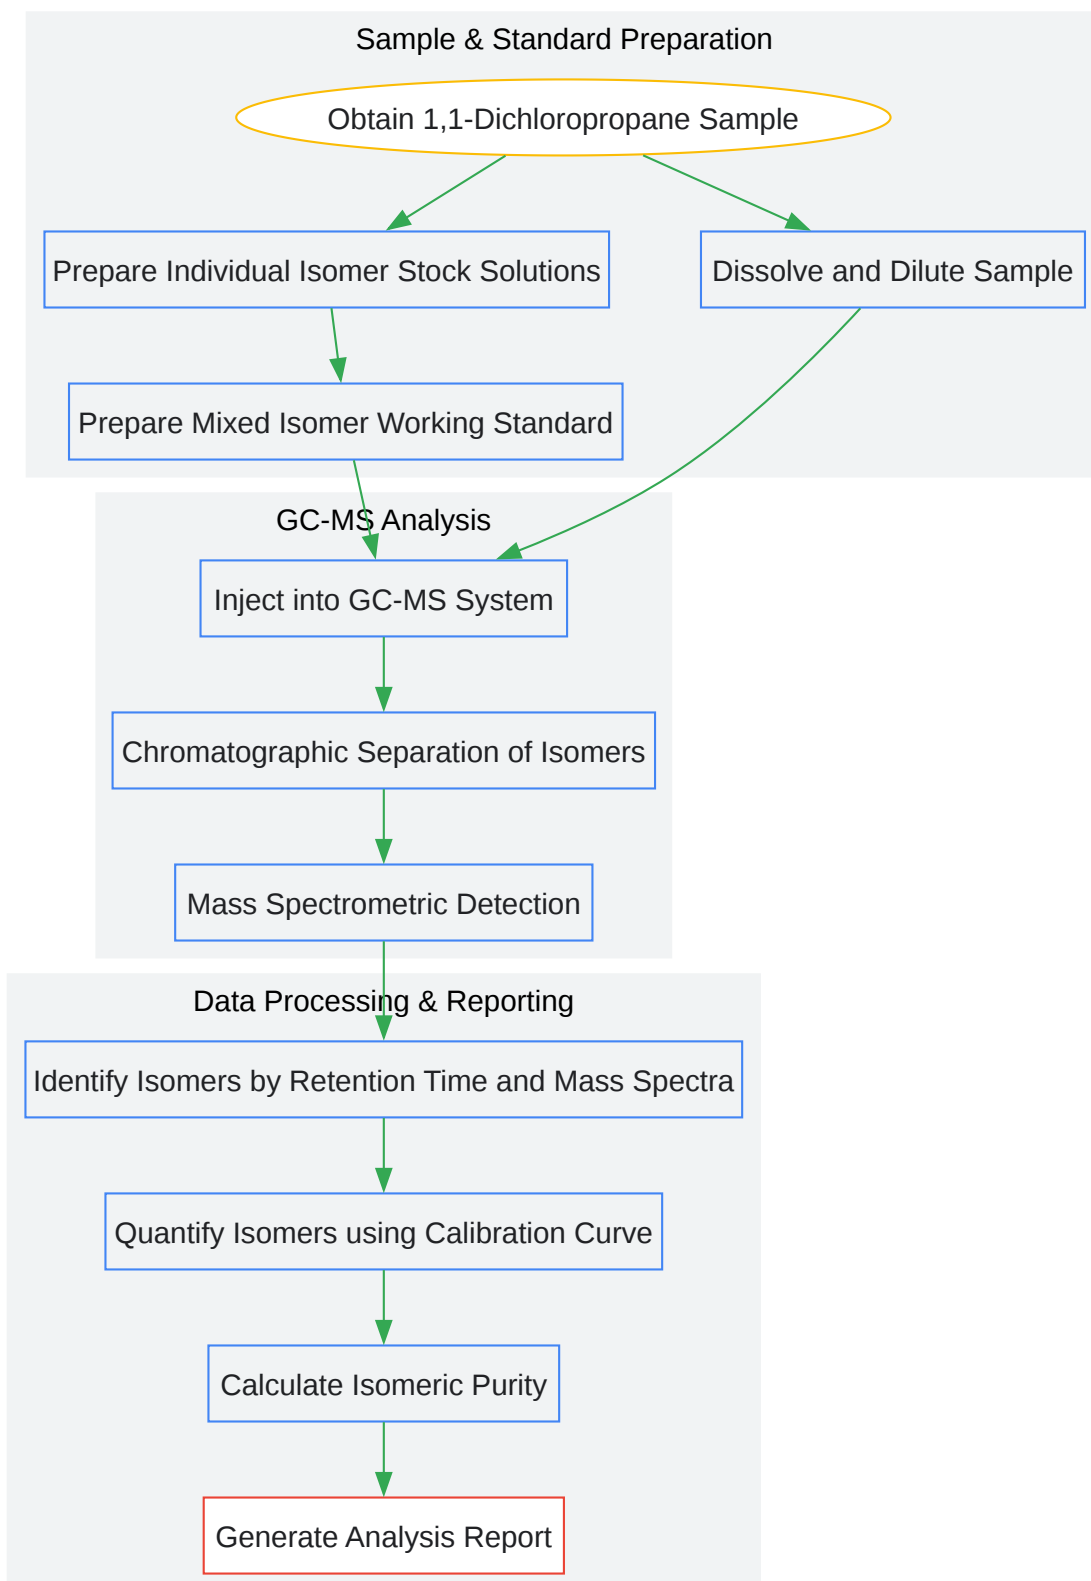 Sample & Standard Preparation
Obtain 1,1-Dichloropropane Sample
Prepare Individual Isomer Stock Solutions
Dissolve and Dilute Sample
Prepare Mixed Isomer Working Standard
GC-MS Analysis
Inject into GC-MS System
Chromatographic Separation of Isomers
Mass Spectrometric Detection
Data Processing & Reporting
Identify Isomers by Retention Time and Mass Spectra
Quantify Isomers using Calibration Curve
Calculate Isomeric Purity
Generate Analysis Report